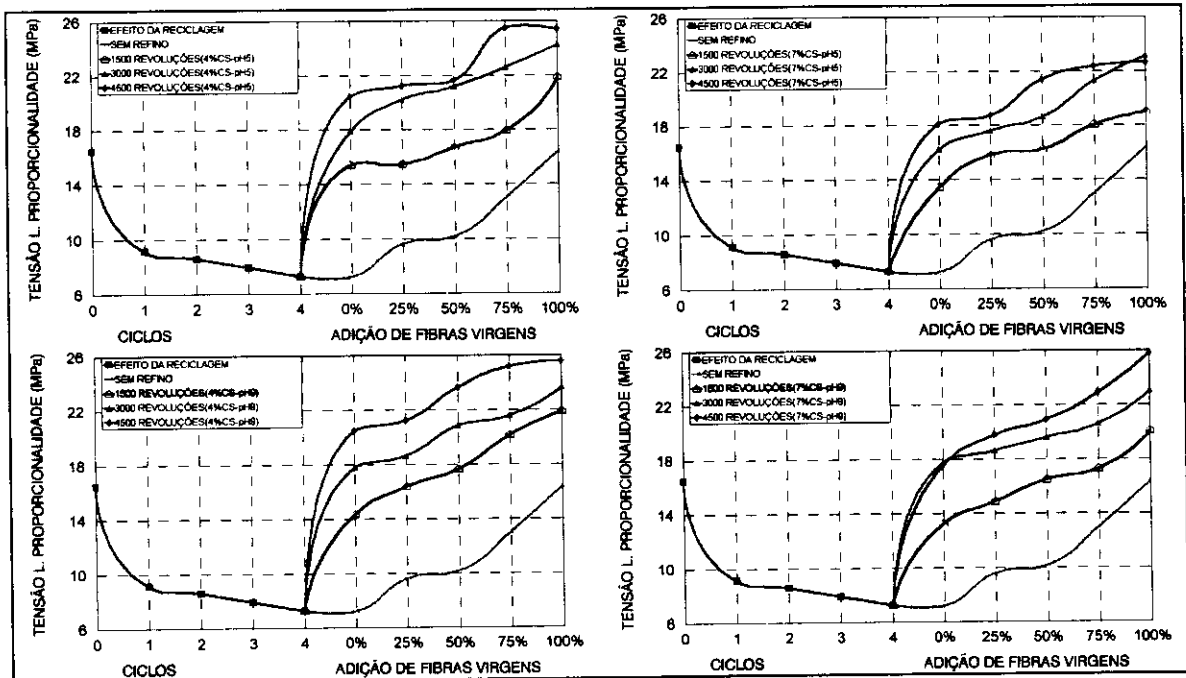 TENSÃO L. PROPORCIONALIDADE (MPa)
26
22
18
14
10
6
EFEITO DA RECICLAGEM
SEM REFINO
1500 REVOLUÇÕES(4%CS-pH5)
3000 REVOLUÇÕES(4%CS-pH5)
4500 REVOLUÇÕES(4%CS-pH5)
0 1 2 3 4 0% 25% 50% 75% 100%
CICLOS ADIÇÃO DE FIBRAS VIRGENS
TENSÃO L. PROPORCIONALIDADE (MPa)
26
22
18
14
10
6
EFEITO DA RECICLAGEM
SEM REFINO
1500 REVOLUÇÕES(7%CS-pH5)
3000 REVOLUÇÕES(7%CS-pH5)
4500 REVOLUÇÕES(7%CS-pH5)
0 1 2 3 4 0% 25% 50% 75% 100%
CICLOS ADIÇÃO DE FIBRAS VIRGENS
TENSÃO L. PROPORCIONALIDADE (MPa)
26
22
18
14
10
6
EFEITO DA RECICLAGEM
SEM REFINO
1500 REVOLUÇÕES(4%CS-pH9)
3000 REVOLUÇÕES(4%CS-pH9)
4500 REVOLUÇÕES(4%CS-pH9)
0 1 2 3 4 0% 25% 50% 75% 100%
CICLOS ADIÇÃO DE FIBRAS VIRGENS
TENSÃO L. PROPORCIONALIDADE (MPa)
26
22
18
14
10
6
EFEITO DA RECICLAGEM
SEM REFINO
1500 REVOLUÇÕES(7%CS-pH9)
3000 REVOLUÇÕES(7%CS-pH9)
4500 REVOLUÇÕES(7%CS-pH9)
0 1 2 3 4 0% 25% 50% 75% 100%
CICLOS ADIÇÃO DE FIBRAS VIRGENS